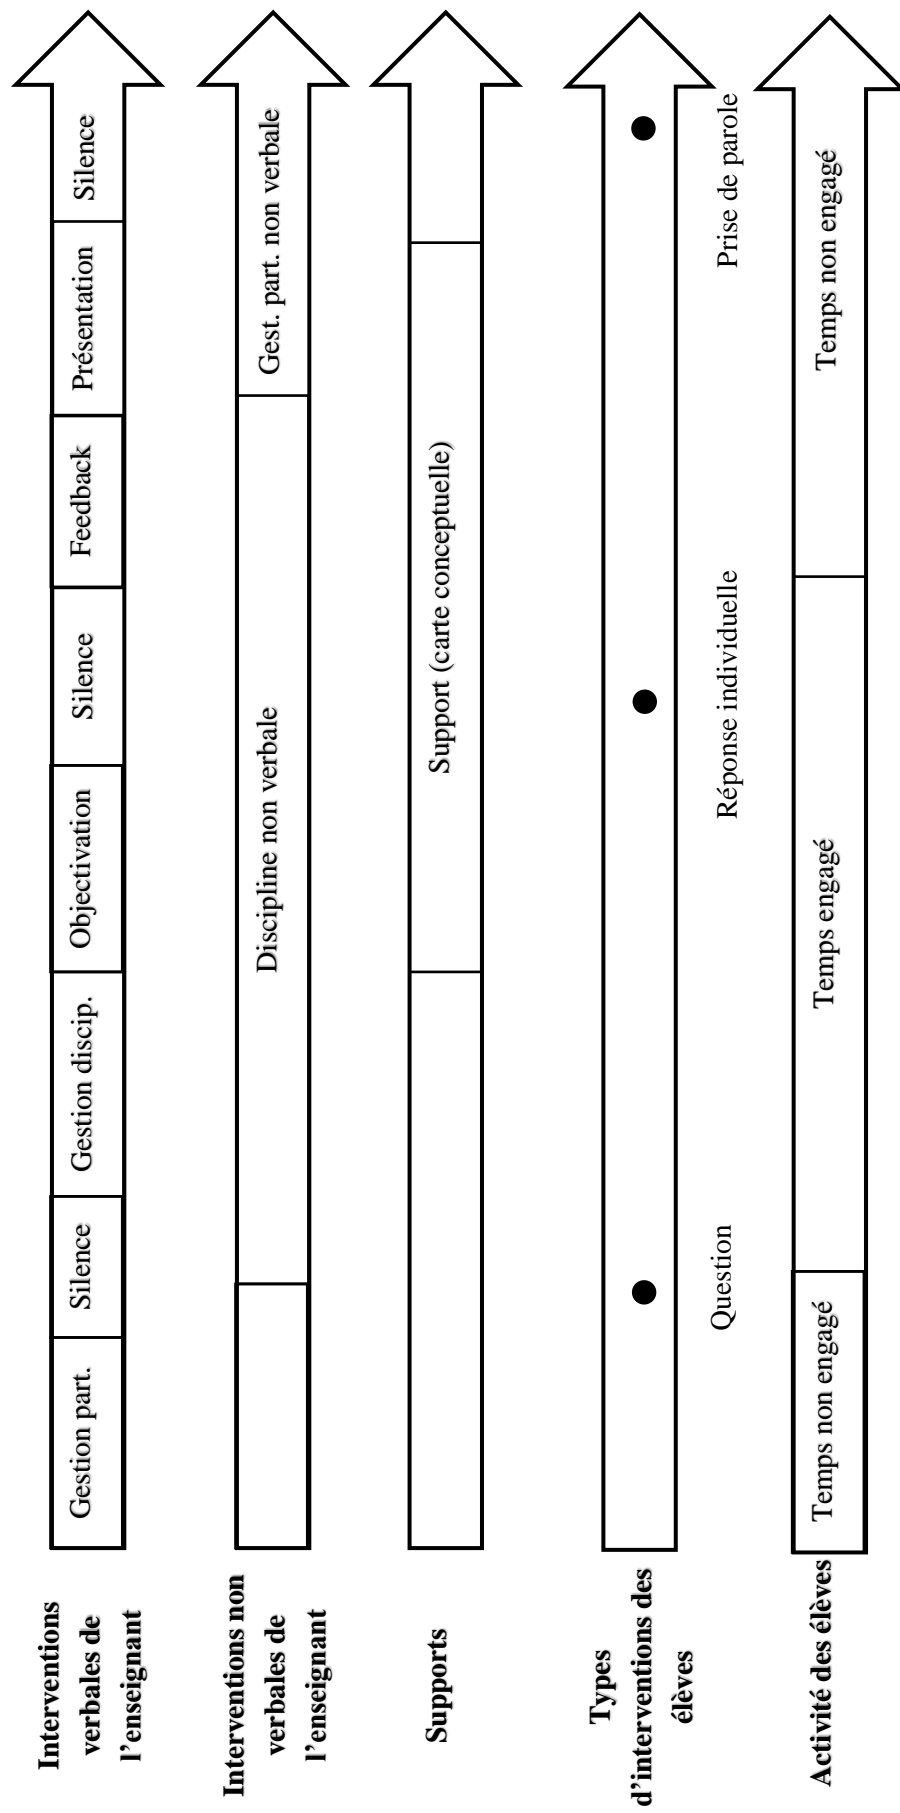 Interventions
verbales de
l'enseignant
Gestion part.
Silence
Gestion discip.
Objectivation
Silence
Feedback
Présentation
Silence
Interventions non
verbales de
l'enseignant
Discipline non verbale
Gest. part. non verbale
Supports
Support (carte conceptuelle)
Types
d'interventions des
élèves
Question
Réponse individuelle
Prise de parole
Activité des élèves
Temps non engagé
Temps engagé
Temps non engagé